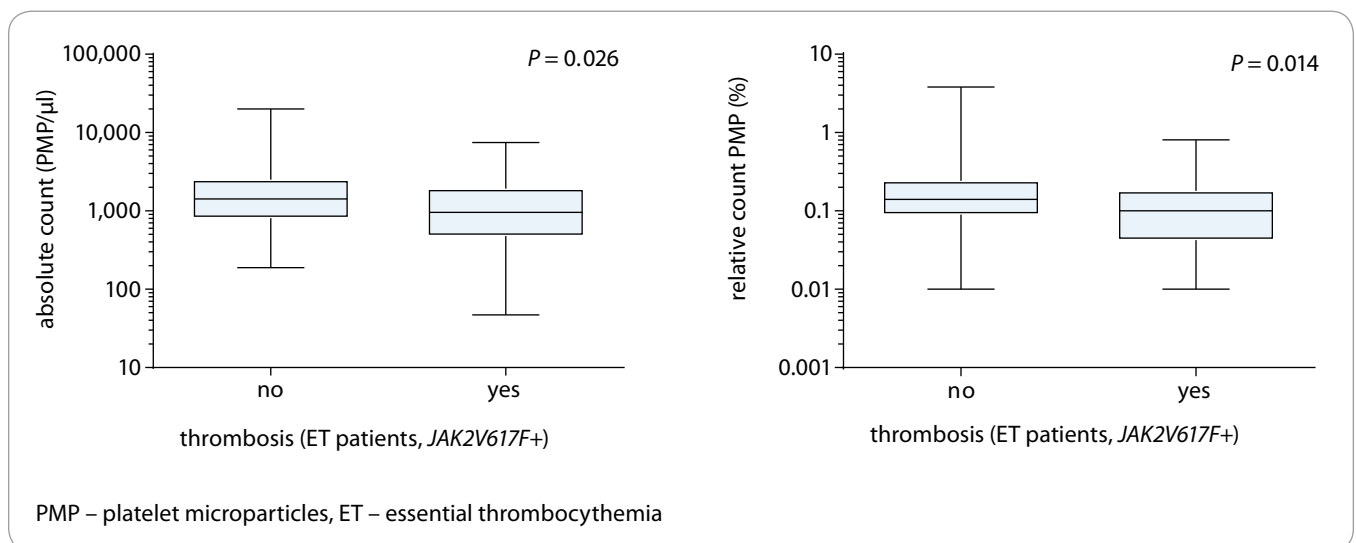 100,000
10,000
1,000
100
10
absolute count (PMP/µl)
P = 0.026
no
yes
thrombosis (ET patients, JAK2V617F+)
10
1
0.1
0.01
0.001
relative count PMP (%)
P = 0.014
no
yes
thrombosis (ET patients, JAK2V617F+)
PMP – platelet microparticles, ET – essential thrombocythemia